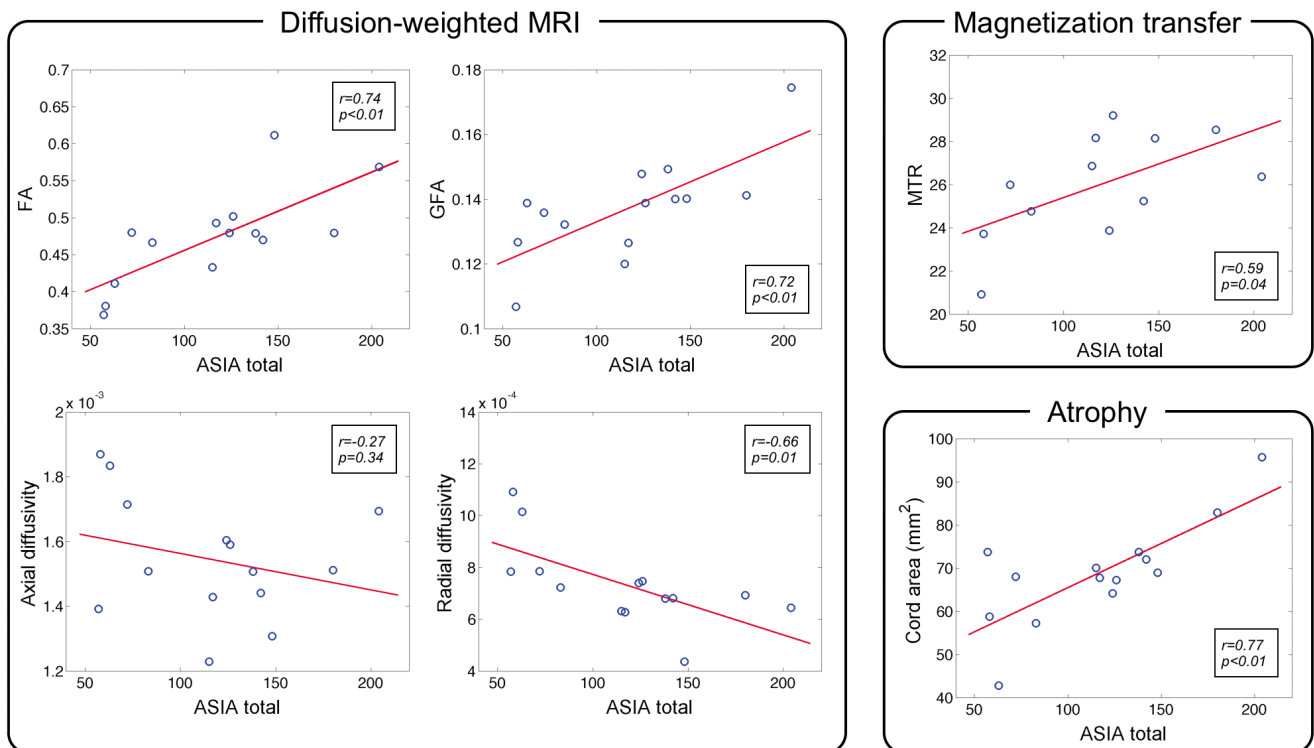 Diffusion-weighted MRI
0.7
0.65
0.6
0.55
0.5
0.45
0.4
0.35
FA
r=0.74
p<0.01
50 100 150 200
ASIA total
0.18
0.16
0.14
0.12
0.1
GFA
r=0.72
p<0.01
50 100 150 200
ASIA total
x 10⁻³
2
1.8
1.6
1.4
1.2
Axial diffusivity
r=-0.27
p=0.34
50 100 150 200
ASIA total
x 10⁻⁴
14
12
10
8
6
4
Radial diffusivity
r=-0.66
p=0.01
50 100 150 200
ASIA total
Magnetization transfer
32
30
28
26
24
22
20
MTR
r=0.59
p=0.04
50 100 150 200
ASIA total
Atrophy
100
90
80
70
60
50
40
Cord area (mm²)
r=0.77
p<0.01
50 100 150 200
ASIA total